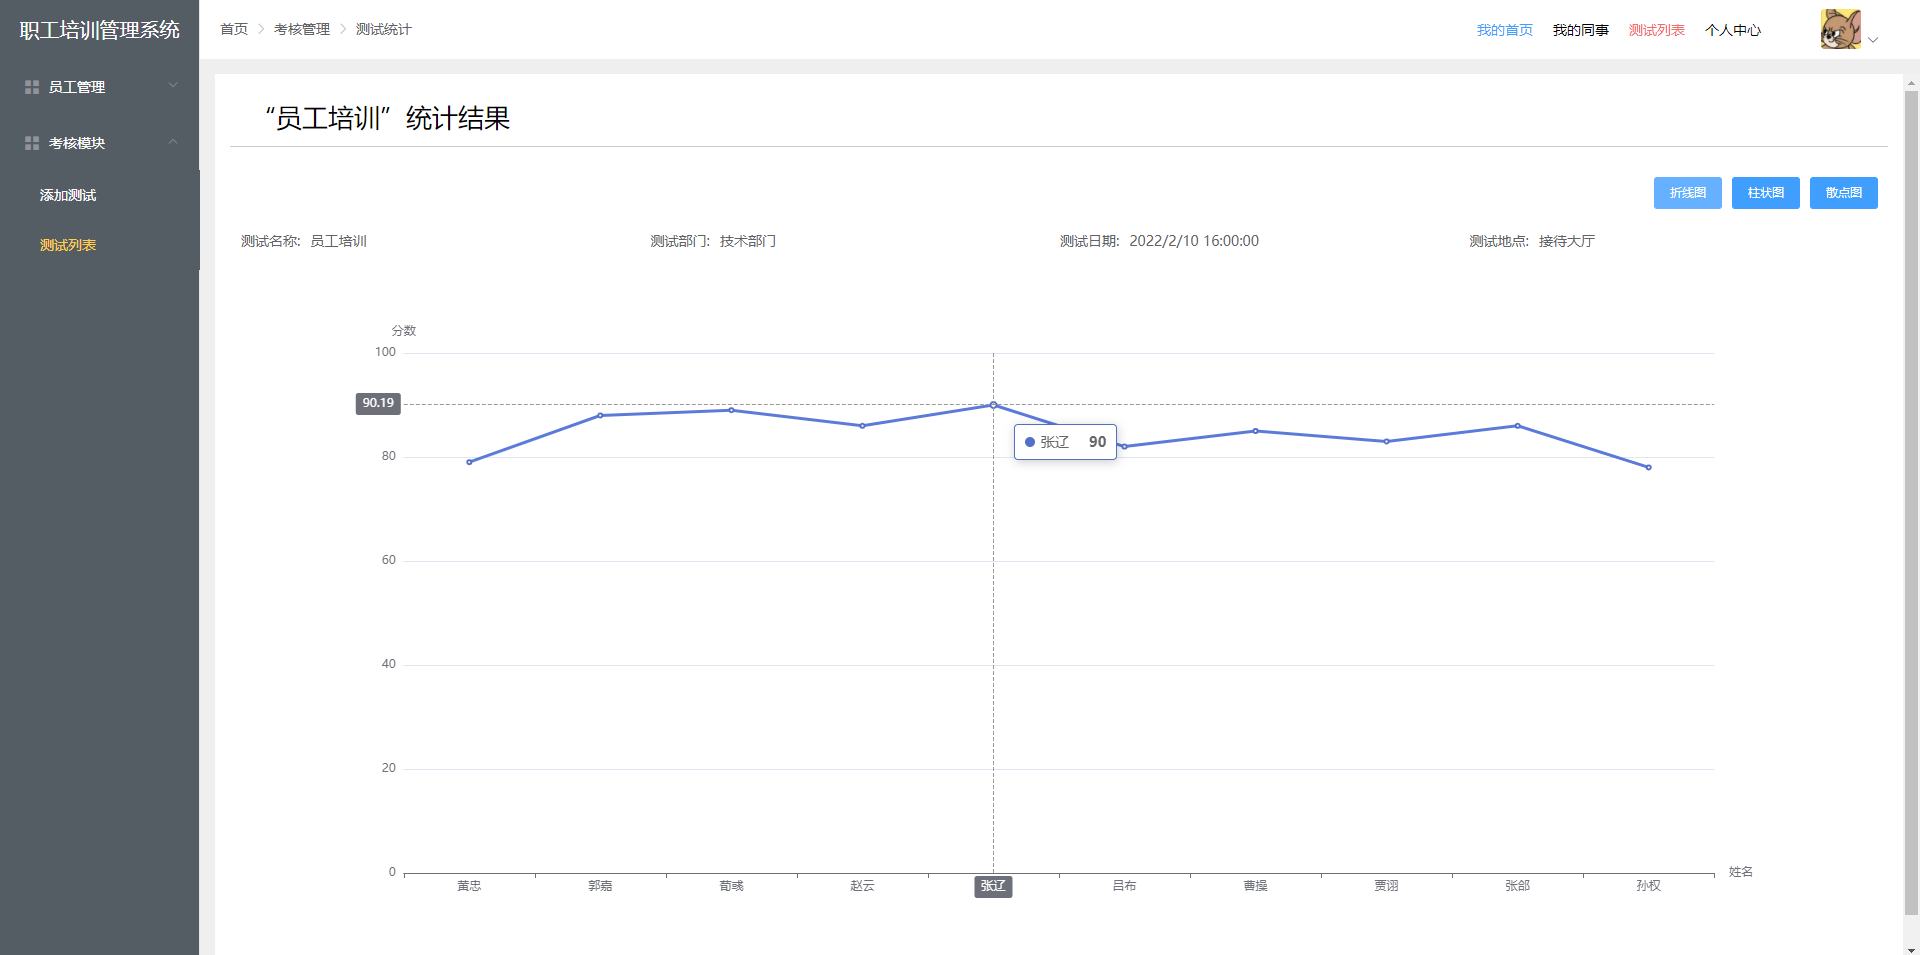 职工培训管理系统
首页 > 考核管理 > 测试统计
我的首页 我的同事 测试列表 个人中心
员工管理
考核模块
添加测试
测试列表
“员工培训”统计结果
折线图 柱状图 散点图
测试名称: 员工培训 测试部门: 技术部门 测试日期: 2022/2/10 16:00:00 测试地点: 接待大厅
分数
100
90.19
张辽 90
80
60
40
20
0
黄忠 郭嘉 荀彧 赵云 张辽 吕布 曹操 贾诩 张郃 孙权
姓名